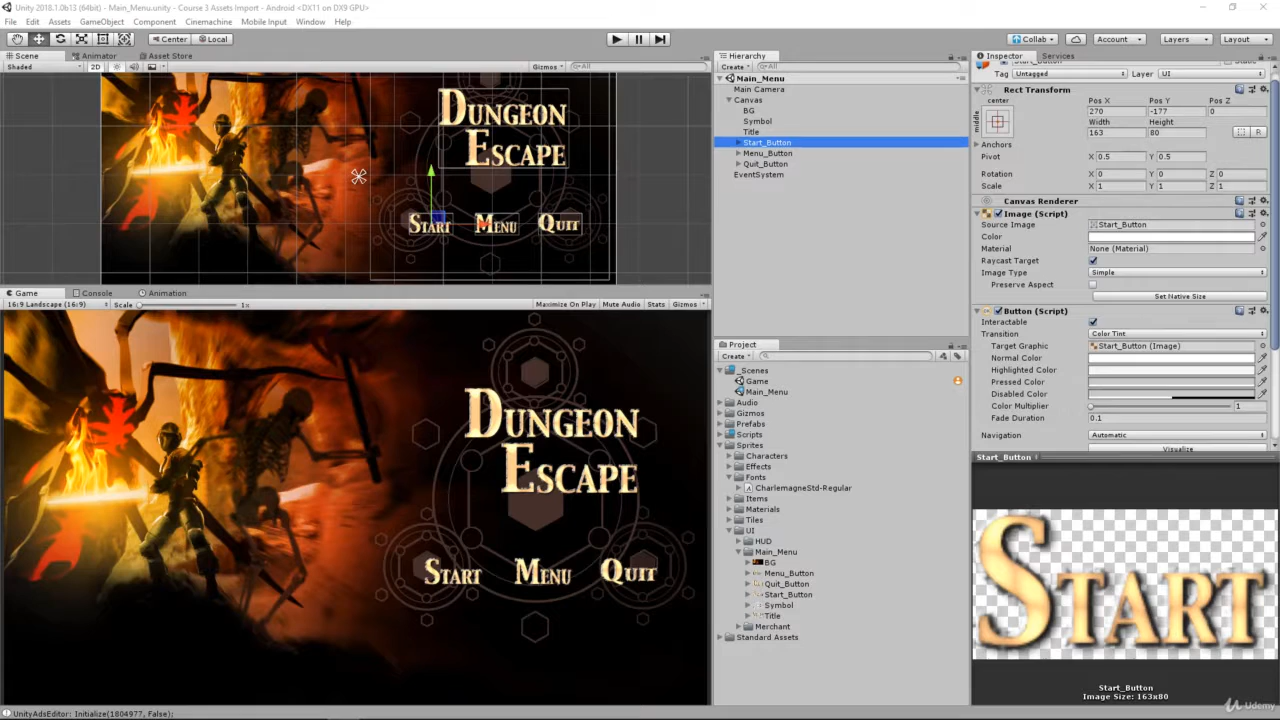 Unity 2018.1.0b13 (64bit) - Main_Menu.unity - Course 3 Assets Import - Android <DX11 on DX9 GPU>
File Edit Assets GameObject Component Cinemachine Mobile Input Window Help
Center Local Collab Account Layers Layout
Scene Animator Asset Store
Shaded 2D Gizmos All
DUNGEON
ESCAPE
START MENU QUIT
Game Console Animation
16:9 Landscape (16:9) Scale 1x Maximize On Play Mute Audio Stats Gizmos
DUNGEON
ESCAPE
START MENU QUIT
UnityAdsEditor: Initialize(1804977, False);
Hierarchy
Create All
Main_Menu
Main Camera
Canvas
BG
Symbol
Title
Start_Button
Menu_Button
Quit_Button
EventSystem
Project
Create
_Scenes
Game
Main_Menu
Audio
Gizmos
Prefabs
Scripts
Sprites
Characters
Effects
Fonts
CharlemagneStd-Regular
Items
Materials
Tiles
UI
HUD
Main_Menu
BG
Menu_Button
Quit_Button
Start_Button
Symbol
Title
Merchant
Standard Assets
Inspector Services
Tag Untagged Layer UI
Rect Transform
center Pos X Pos Y Pos Z
middle 270 -177 0
Width Height
163 80 R
Anchors
Pivot X 0.5 Y 0.5
Rotation X 0 Y 0 Z 0
Scale X 1 Y 1 Z 1
Canvas Renderer
Image (Script)
Source Image Start_Button
Color
Material None (Material)
Raycast Target
Image Type Simple
Preserve Aspect
Set Native Size
Button (Script)
Interactable
Transition Color Tint
Target Graphic Start_Button (Image)
Normal Color
Highlighted Color
Pressed Color
Disabled Color
Color Multiplier 1
Fade Duration 0.1
Navigation Automatic
Visualize
Start_Button
START
Start_Button
Image Size: 163x80
Udemy